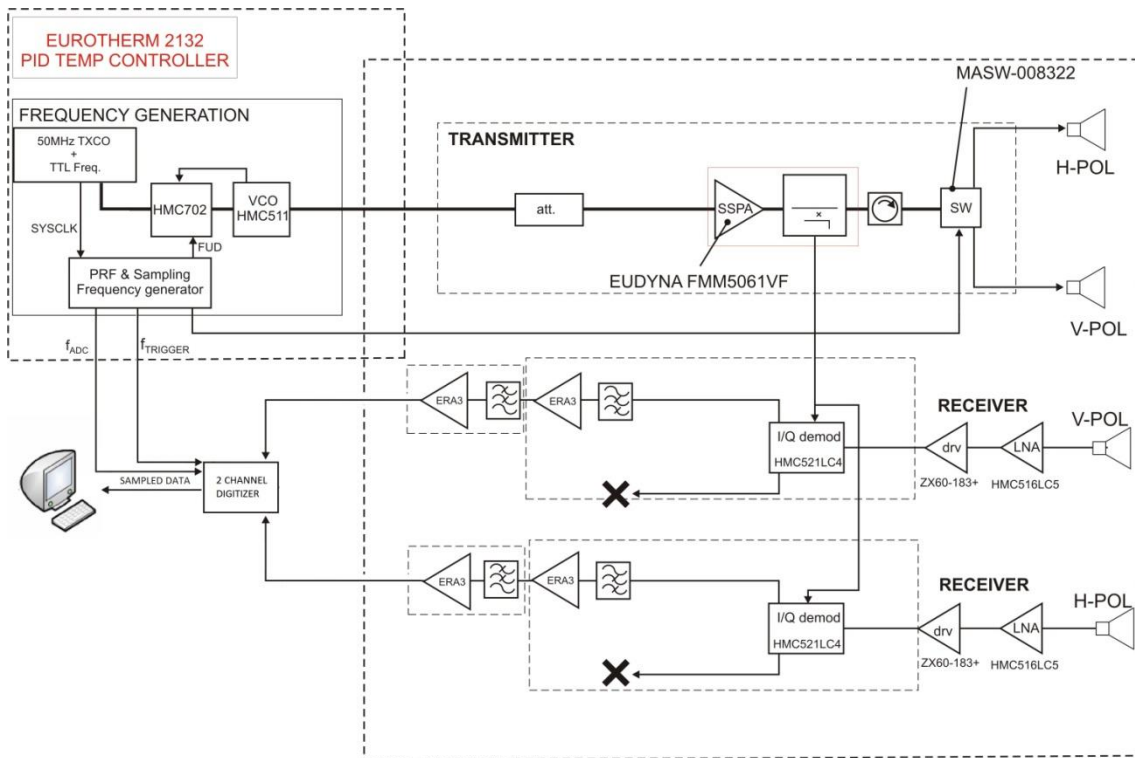 EUROTHERM 2132
PID TEMP CONTROLLER
FREQUENCY GENERATION
50MHz TXCO
+
TTL Freq.
HMC702
VCO
HMC511
SYSCLK
FUD
PRF & Sampling
Frequency generator
fADC
fTRIGGER
TRANSMITTER
att.
SSPA
x
EUDYNA FMM5061VF
MASW-008322
SW
H-POL
V-POL
ERA3
ERA3
I/Q demod
HMC521LC4
RECEIVER
drv
ZX60-183+
LNA
HMC516LC5
V-POL
SAMPLED DATA
2 CHANNEL
DIGITIZER
ERA3
ERA3
I/Q demod
HMC521LC4
RECEIVER
drv
ZX60-183+
LNA
HMC516LC5
H-POL